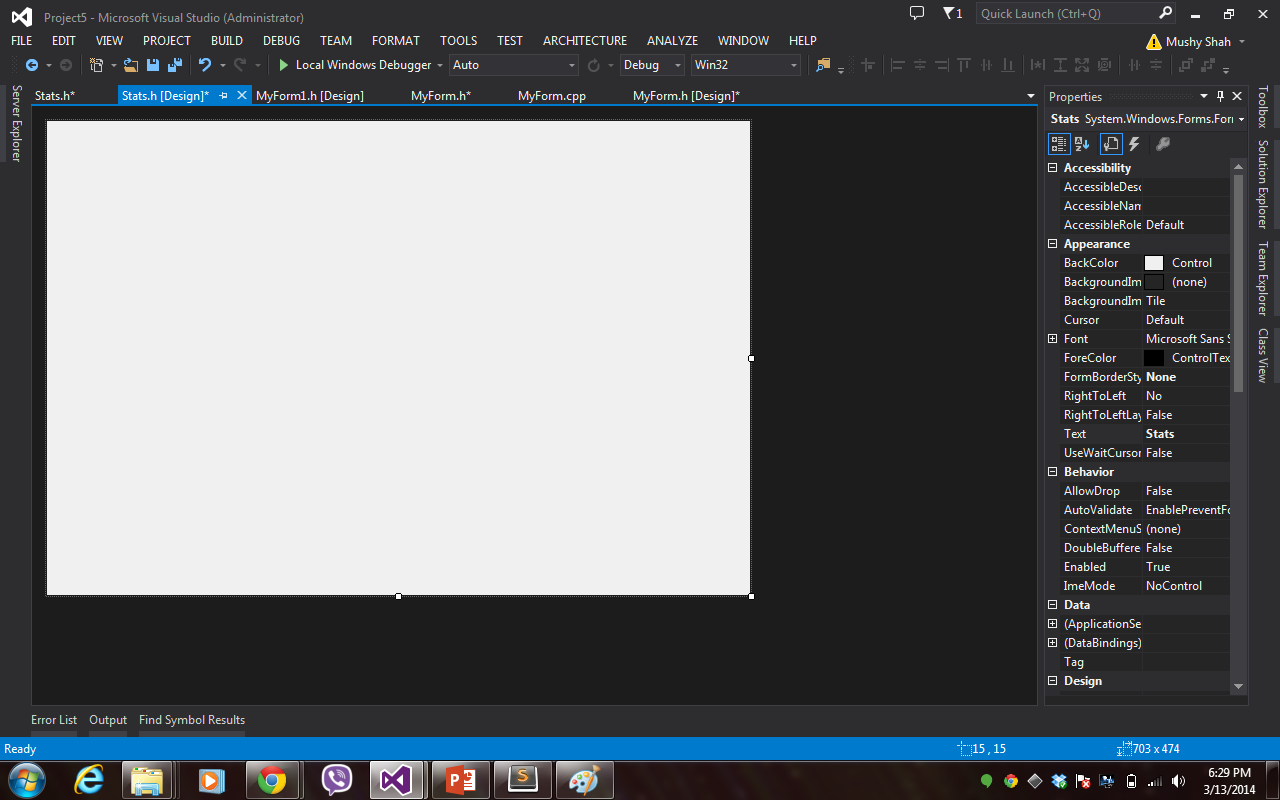 Project5 - Microsoft Visual Studio (Administrator)
1
Quick Launch (Ctrl+Q)
FILE EDIT VIEW PROJECT BUILD DEBUG TEAM FORMAT TOOLS TEST ARCHITECTURE ANALYZE WINDOW HELP
Mushy Shah
Local Windows Debugger Auto Debug Win32
Server Explorer
Stats.h* Stats.h [Design]* MyForm1.h [Design] MyForm.h* MyForm.cpp MyForm.h [Design]*
Properties
Stats System.Windows.Forms.For
Accessibility
AccessibleDesc
AccessibleNam
AccessibleRole Default
Appearance
BackColor Control
BackgroundIm (none)
BackgroundIm Tile
Cursor Default
Font Microsoft Sans S
ForeColor ControlTex
FormBorderSty None
RightToLeft No
RightToLeftLay False
Text Stats
UseWaitCursor False
Behavior
AllowDrop False
AutoValidate EnablePreventFo
ContextMenuS (none)
DoubleBuffere False
Enabled True
ImeMode NoControl
Data
(ApplicationSe
(DataBindings)
Tag
Design
Toolbox
Solution Explorer
Team Explorer
Class View
Error List Output Find Symbol Results
Ready
15 , 15
703 x 474
6:29 PM
3/13/2014